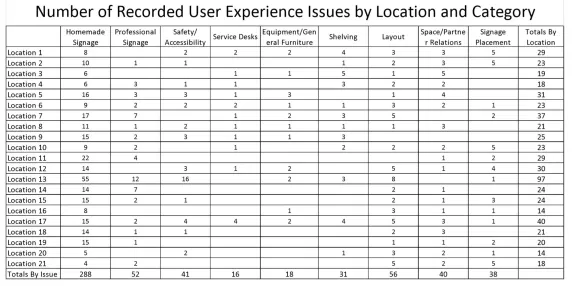 Number of Recorded User Experience Issues by Location and Category
Homemade Signage Professional Signage Safety/ Accessibility Service Desks Equipment/Gen eral Furniture Shelving Layout Space/Partne r Relations Signage Placement Totals By Location
Location 1 8 2 2 2 4 3 3 5 29
Location 2 10 1 1 1 2 3 5 23
Location 3 6 1 1 5 1 5 19
Location 4 6 3 1 1 3 2 2 18
Location 5 16 3 3 1 3 1 4 31
Location 6 9 2 2 2 1 1 3 2 1 23
Location 7 17 7 1 2 3 5 2 37
Location 8 11 1 2 1 1 1 1 3 21
Location 9 15 2 3 1 1 3 25
Location 10 9 2 1 2 2 2 5 23
Location 11 22 4 1 2 29
Location 12 14 3 1 2 5 1 4 30
Location 13 55 12 16 2 3 8 1 97
Location 14 14 7 2 1 24
Location 15 15 2 1 2 1 3 24
Location 16 8 1 3 1 1 14
Location 17 15 2 4 4 2 4 5 3 1 40
Location 18 14 1 1 2 3 21
Location 19 15 1 1 1 2 20
Location 20 5 2 1 3 2 1 14
Location 21 4 2 5 2 5 18
Totals By Issue 288 52 41 16 18 31 56 40 38